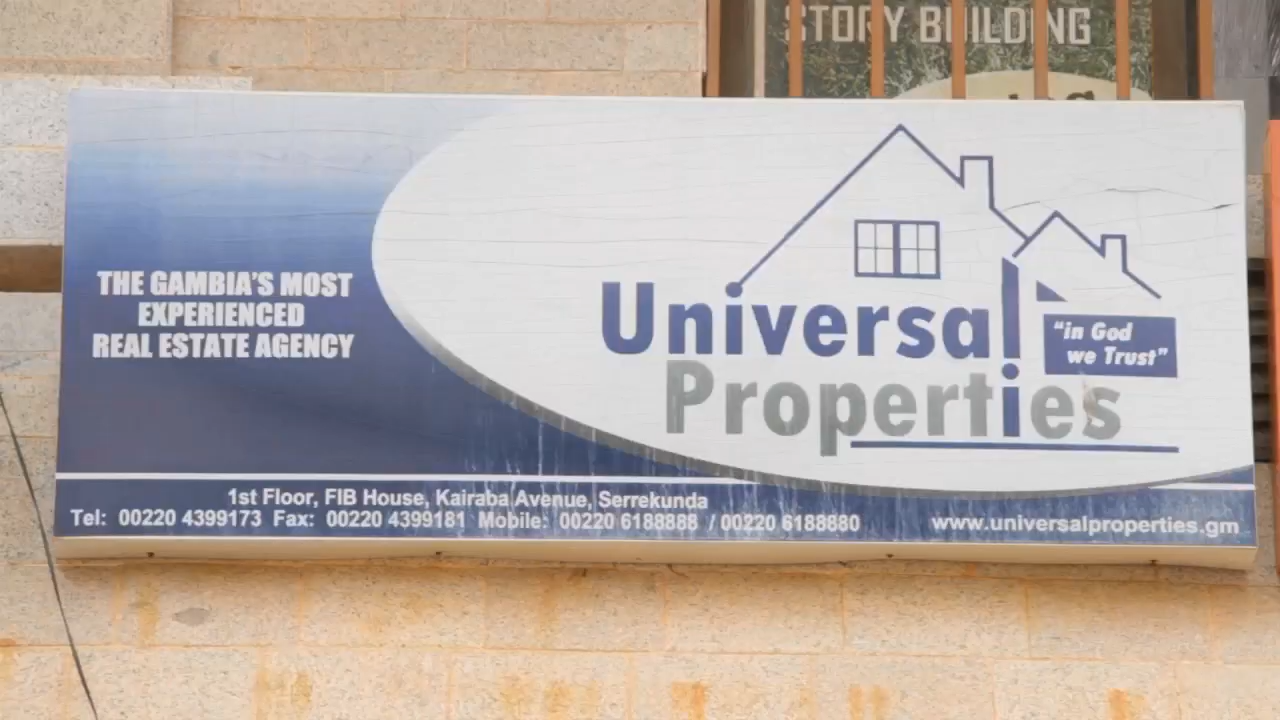 STORY BUILDING
THE GAMBIA'S MOST
EXPERIENCED
REAL ESTATE AGENCY
Universal
Properties
"in God
we Trust"
1st Floor, FIB House, Kairaba Avenue, Serrekunda
Tel: 00220 4399173 Fax: 00220 4399181 Mobile: 00220 6188888 / 00220 6188880
www.universalproperties.gm